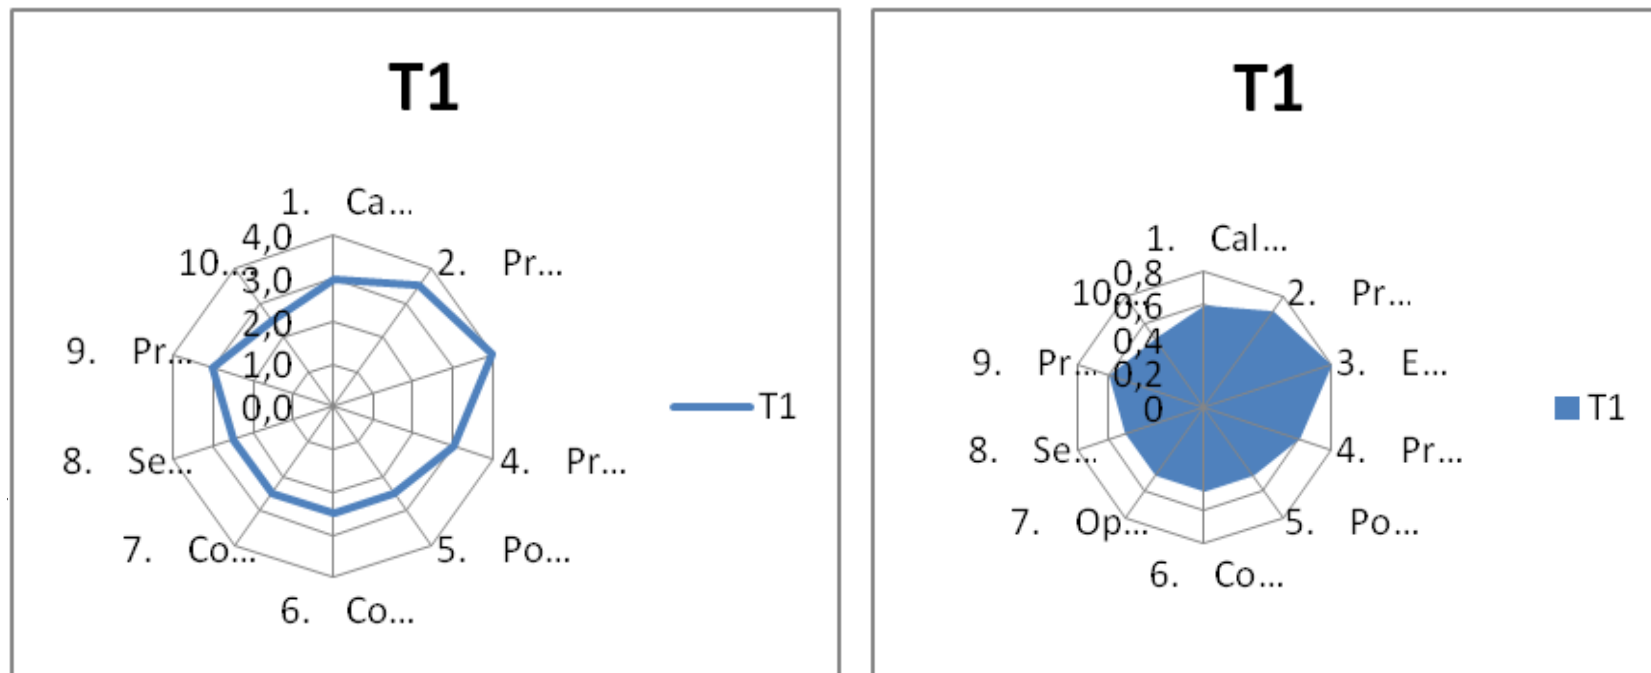 T1
1. Ca...
4,0
2. Pr...
10....
3,0
2,0
9. Pr...
1,0
0,0
T1
8. Se...
4. Pr...
7. Co...
5. Po...
6. Co...
T1
1. Cal...
0,8
10...
2. Pr...
0,6
0,4
9. Pr...
3. E...
0,2
0
T1
8. Se...
4. Pr...
7. Op...
5. Po...
6. Co...